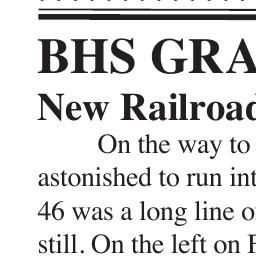 BHS GRA
New Railroad
On the way to
astonished to run int
46 was a long line o
still. On the left on F